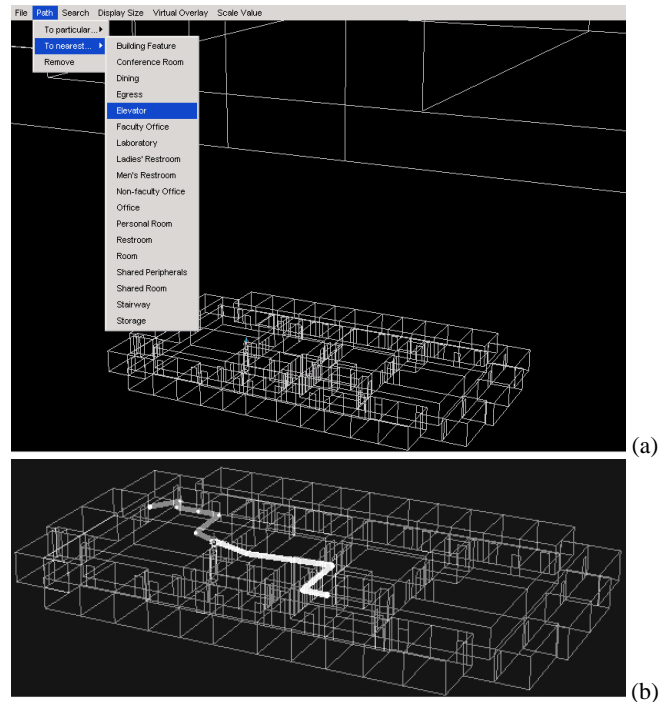 File Path Search Display Size Virtual Overlay Scale Value
To particular...
To nearest...
Remove
Building Feature
Conference Room
Dining
Egress
Elevator
Faculty Office
Laboratory
Ladies' Restroom
Men's Restroom
Non-faculty Office
Office
Personal Room
Restroom
Room
Shared Peripherals
Shared Room
Stairway
Storage
(a)
(b)